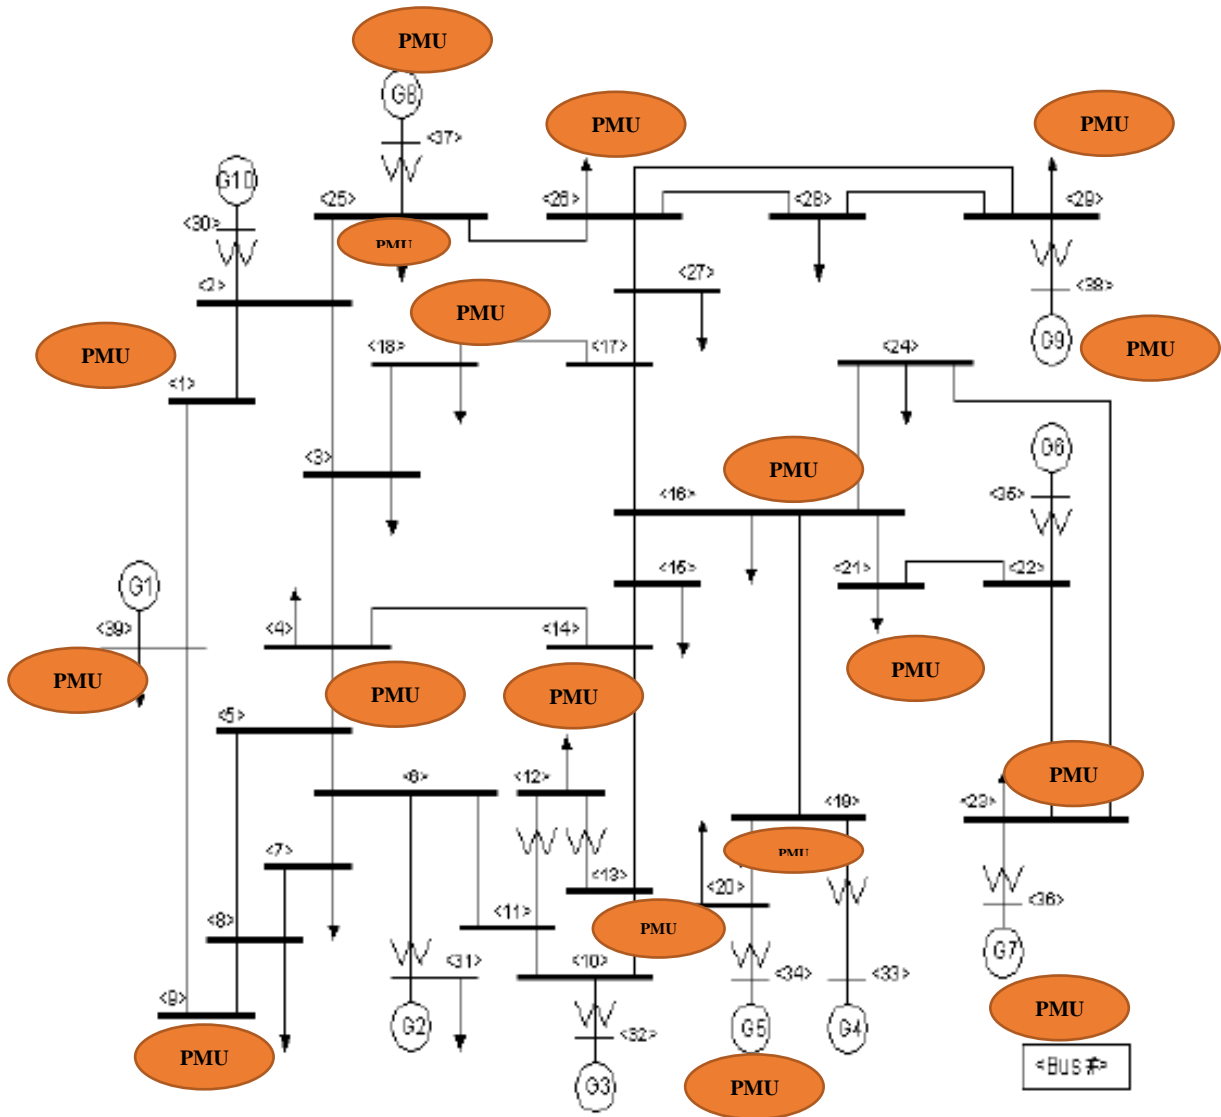 PMU
G8
<37>
PMU
PMU
G10
<30>
<25>
<26>
<28>
<29>
PMU
<2>
<27>
<38>
PMU
G9
PMU
PMU
<18>
<17>
<24>
<1>
<3>
PMU
G6
<16>
<35>
G1
<15>
<21>
<22>
<39>
<4>
<14>
PMU
PMU
PMU
PMU
<5>
<6>
<12>
PMU
<19>
<23>
PMU
<7>
<13>
<20>
<36>
<8>
<11>
PMU
G7
<10>
<31>
<34>
<33>
<9>
PMU
G2
<32>
G5
G4
PMU
G3
PMU
<Bus #>